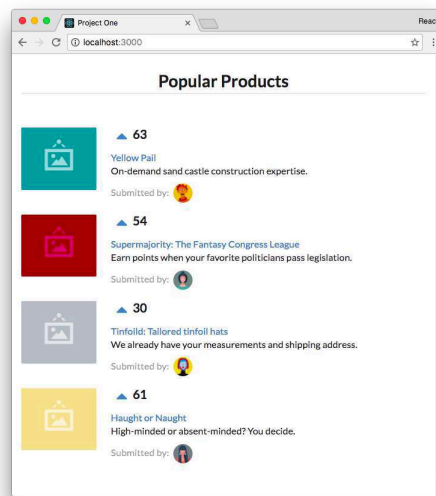 Project One
Reac
localhost:3000
Popular Products
63
Yellow Pail
On-demand sand castle construction expertise.
Submitted by:
54
Supermajority: The Fantasy Congress League
Earn points when your favorite politicians pass legislation.
Submitted by:
30
Tinfoild: Tailored tinfoil hats
We already have your measurements and shipping address.
Submitted by:
61
Haught or Naught
High-minded or absent-minded? You decide.
Submitted by: